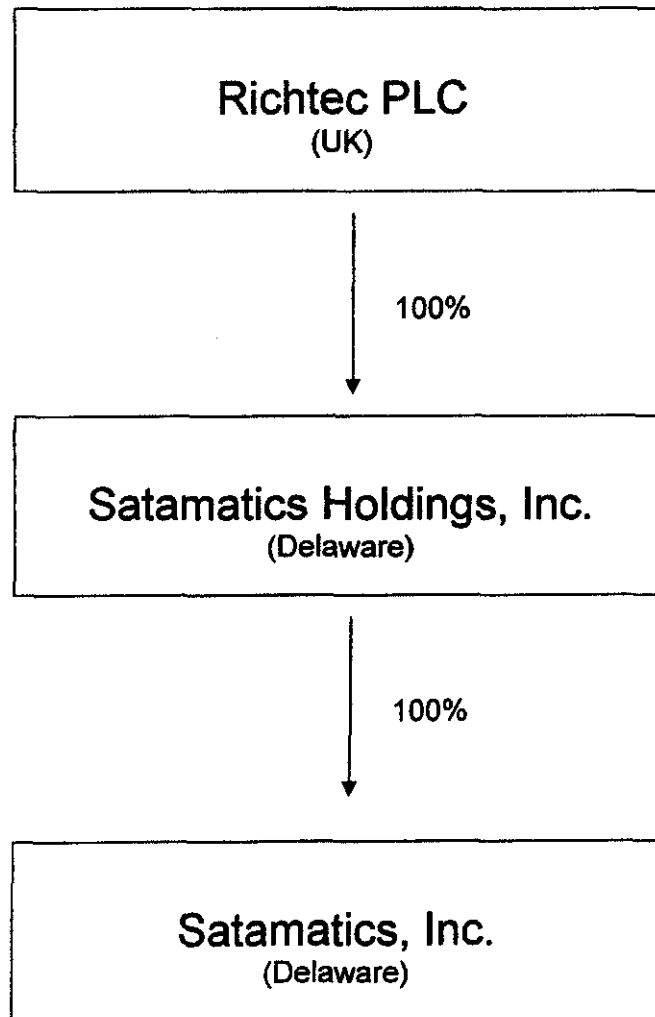 Richtec PLC
(UK)
100%
Satamatics Holdings, Inc.
(Delaware)
100%
Satamatics, Inc.
(Delaware)